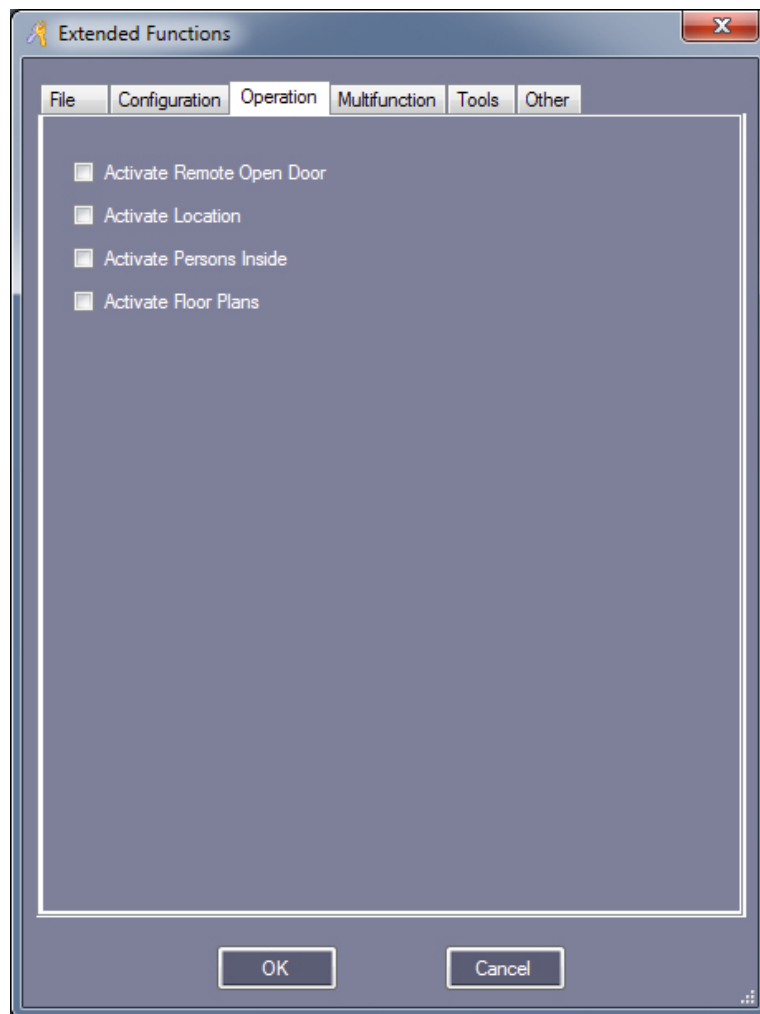 Extended Functions
File Configuration Operation Multifunction Tools Other
Activate Remote Open Door
Activate Location
Activate Persons Inside
Activate Floor Plans
OK Cancel